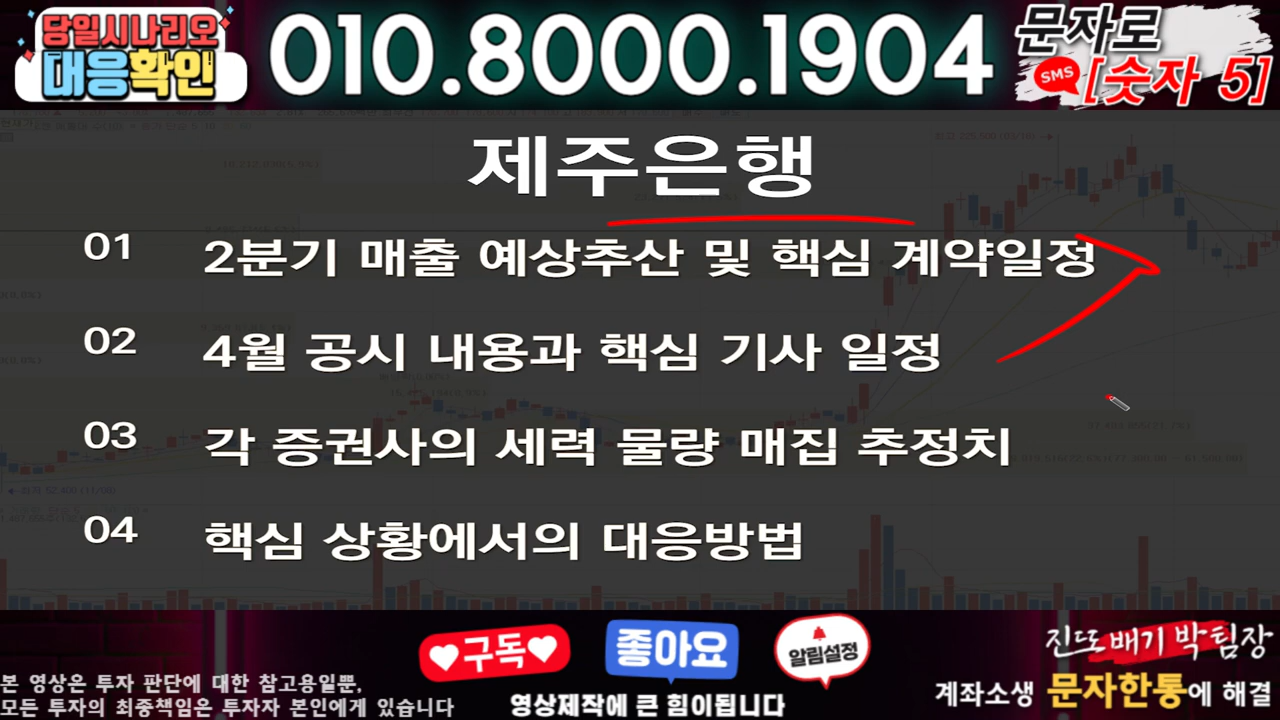 당일시나리오
대응확인
010.8000.1904
문자로
SMS [숫자 5]
제주은행
01 2분기 매출 예상추산 및 핵심 계약일정
02 4월 공시 내용과 핵심 기사 일정
03 각 증권사의 세력 물량 매집 추정치
04 핵심 상황에서의 대응방법
구독
좋아요
알림설정
진또배기 박팀장
본 영상은 투자 판단에 대한 참고용일뿐,
모든 투자의 최종책임은 투자자 본인에게 있습니다
영상제작에 큰 힘이됩니다
계좌소생 문자한통에 해결